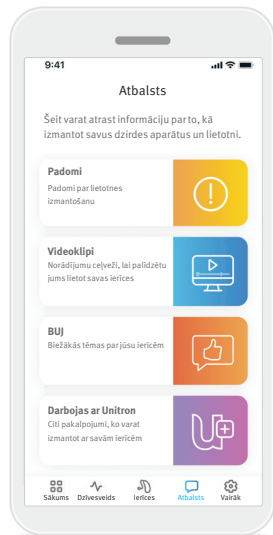 9:41
Atbalsts
Šeit varat atrast informāciju par to, kā
izmantot savus dzirdes aparātus un lietotni.
Padomi
Padomi par lietotnes
izmantošanu
Videoklipi
Norādījumu ceļveži, lai palīdzētu
jums lietot savas ierīces
BUJ
Biežākās tēmas par jūsu ierīcēm
Darbojas ar Unitron
Citi pakalpojumi, ko varat
izmantot ar savām ierīcēm
Sākums Dzīvesveids Ierīces Atbalsts Vairāk